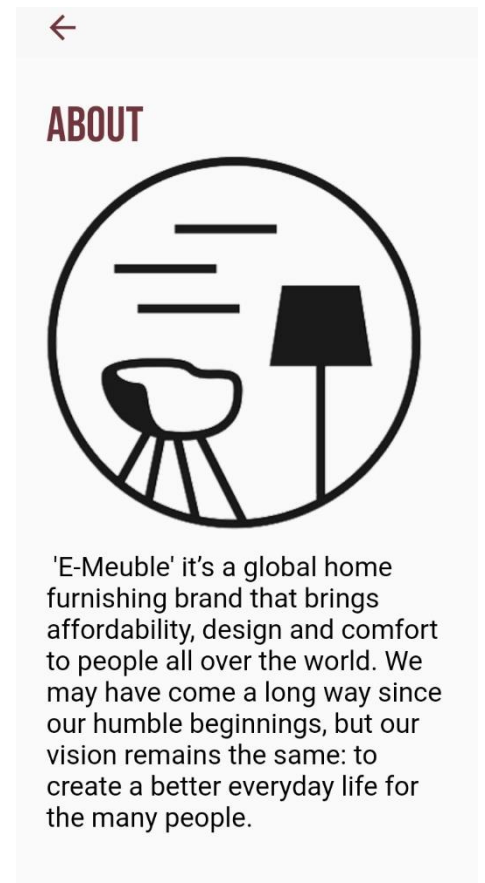 ABOUT
'E-Meuble' it’s a global home
furnishing brand that brings
affordability, design and comfort
to people all over the world. We
may have come a long way since
our humble beginnings, but our
vision remains the same: to
create a better everyday life for
the many people.